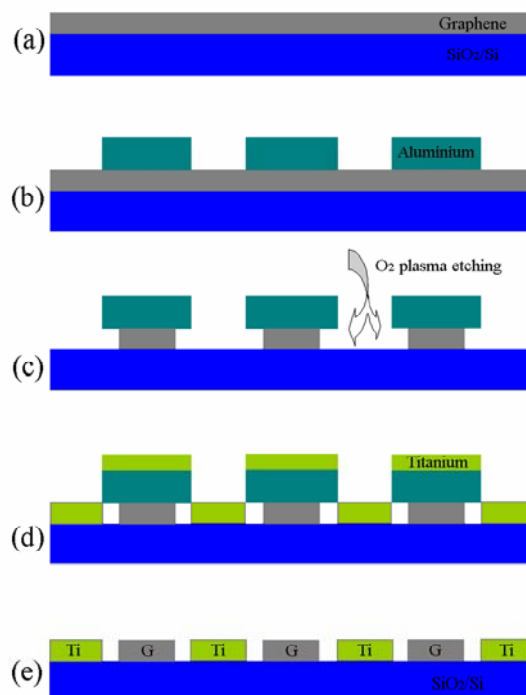 Graphene
(a)
SiO₂/Si
Aluminium
(b)
O₂ plasma etching
(c)
Titanium
(d)
Ti G Ti G Ti G Ti
(e)
SiO₂/Si